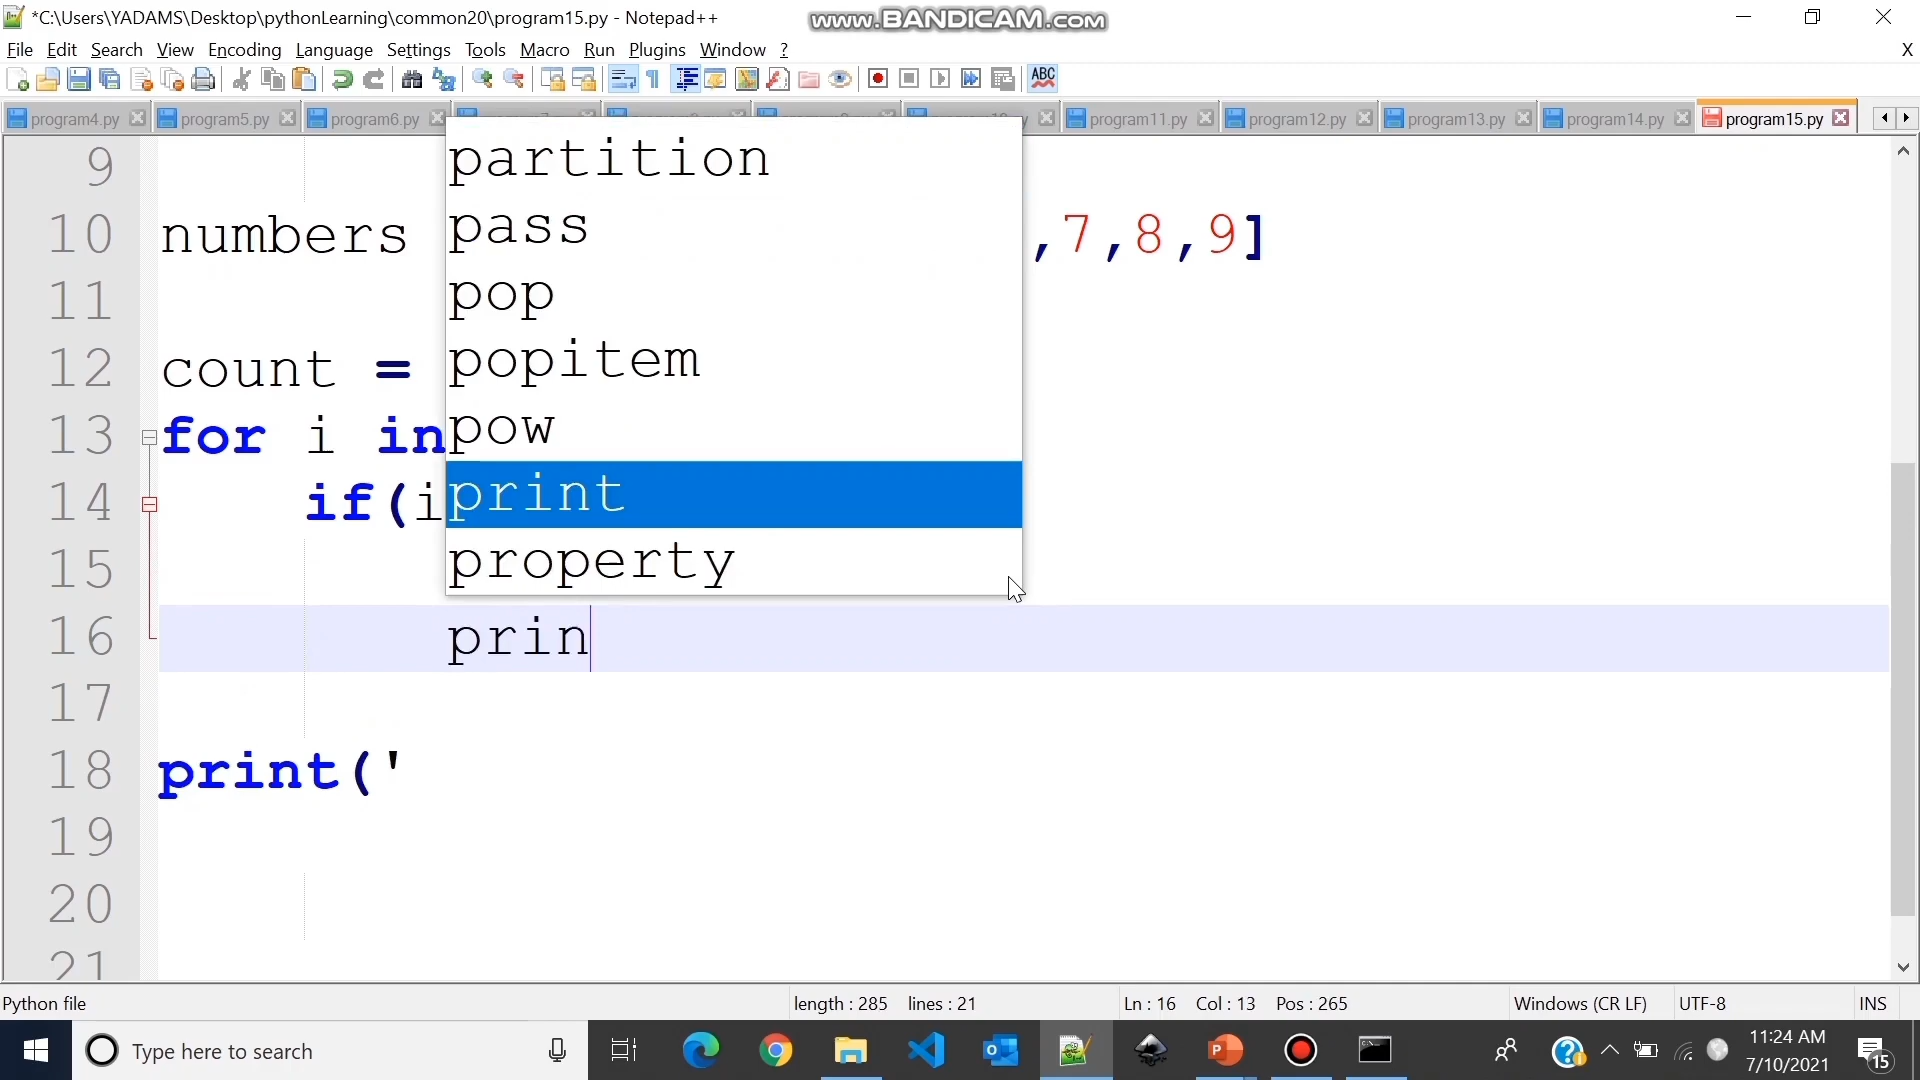 *C:\Users\YADAMS\Desktop\pythonLearning\common20\program15.py - Notepad++
www.BANDICAM.com
File Edit Search View Encoding Language Settings Tools Macro Run Plugins Window ?
X
ABC
program4.py program5.py program6.py program11.py program12.py program13.py program14.py program15.py
9
10 numbers ,7,8,9]
11
12 count =
13 for i in
14 if(i
15
16 prin
17
18 print('
19
20
21
partition
pass
pop
popitem
pow
print
property
Python file length : 285 lines : 21 Ln : 16 Col : 13 Pos : 265 Windows (CR LF) UTF-8 INS
Type here to search
11:24 AM
7/10/2021
15